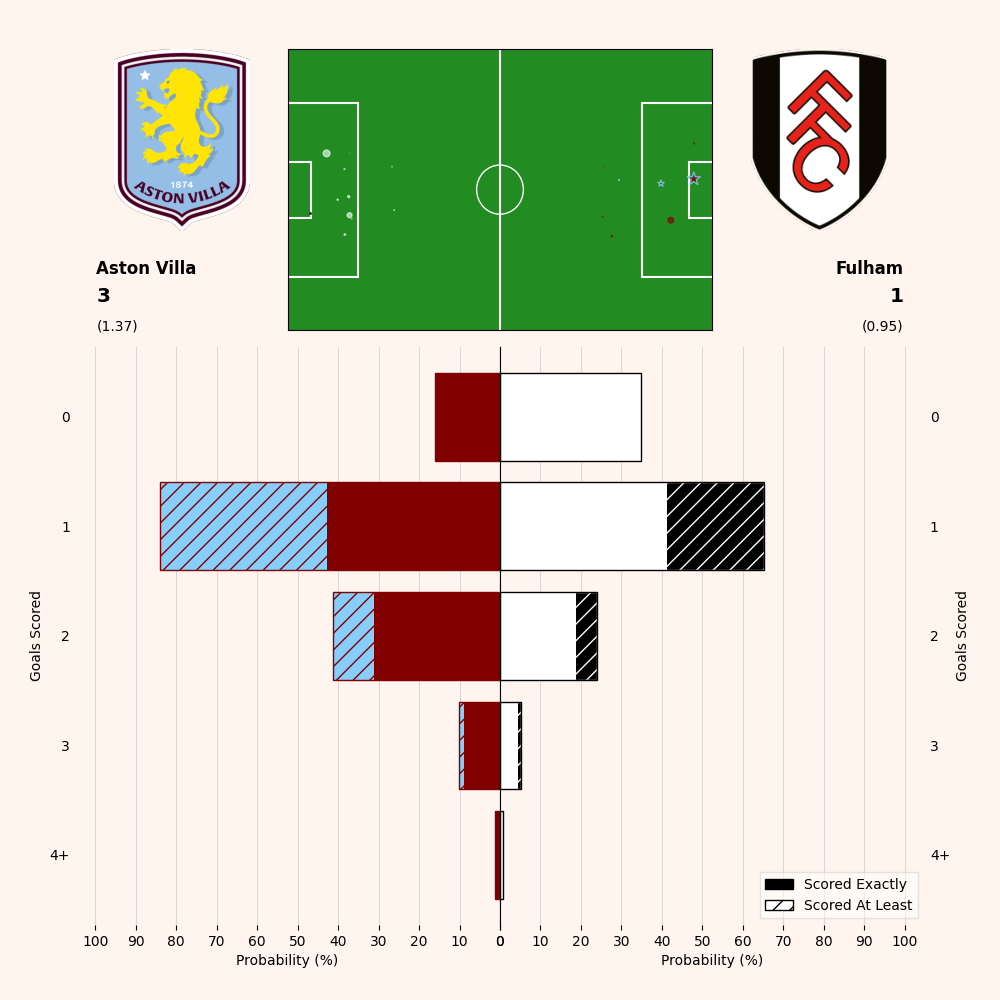 1874
ASTON VILLA
FFC
Aston Villa
3
(1.37)
Fulham
1
(0.95)
0
0
1
1
2
2
3
3
4+
4+
Goals Scored
Goals Scored
Scored Exactly
Scored At Least
100 90 80 70 60 50 40 30 20 10 0 0 10 20 30 40 50 60 70 80 90 100
Probability (%)
Probability (%)